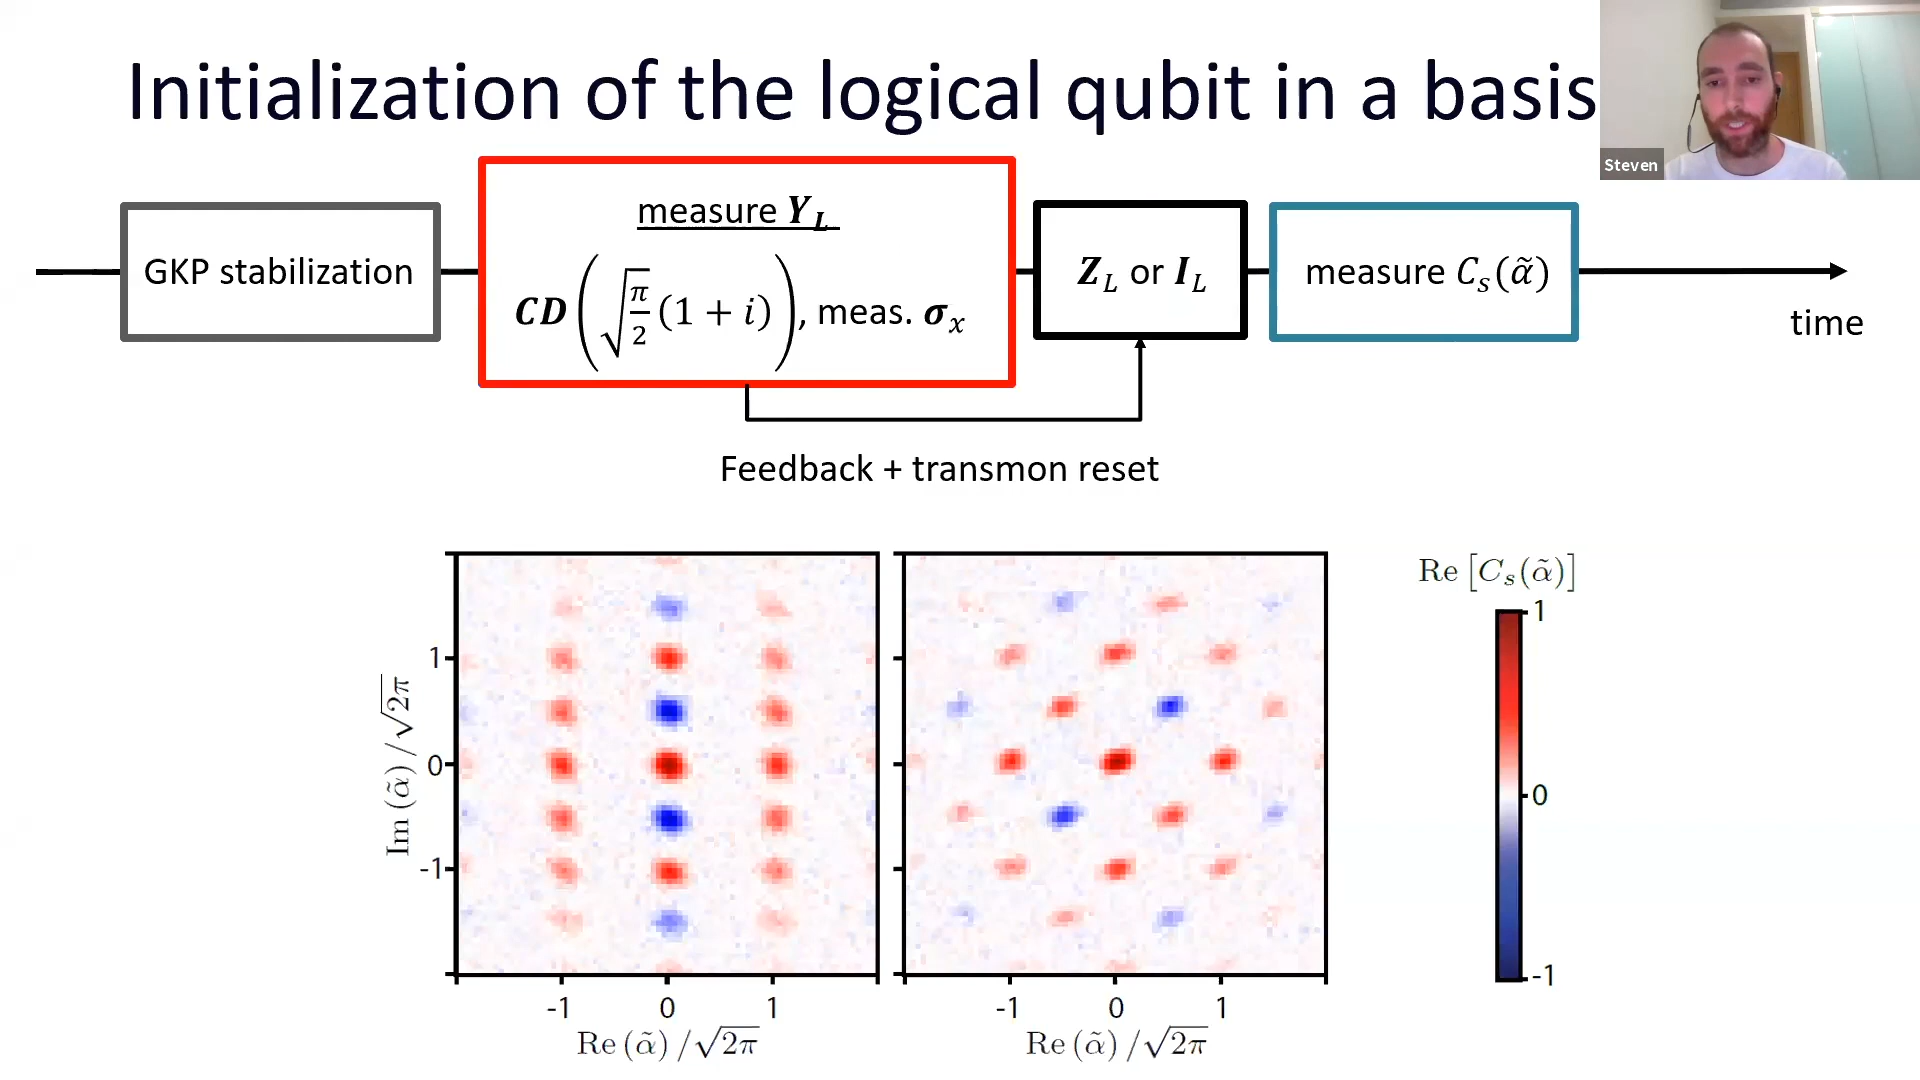 Initialization of the logical qubit in a basis
Steven
GKP stabilization
measure Y_L
CD(√(π/2) (1 + i)), meas. σ_x
Z_L or I_L
measure C_s(α̃)
time
Feedback + transmon reset
Im (α̃) /√2π
1
0
-1
-1 0 1
Re (α̃) /√2π
-1 0 1
Re (α̃) /√2π
Re [C_s(α̃)]
1
0
-1